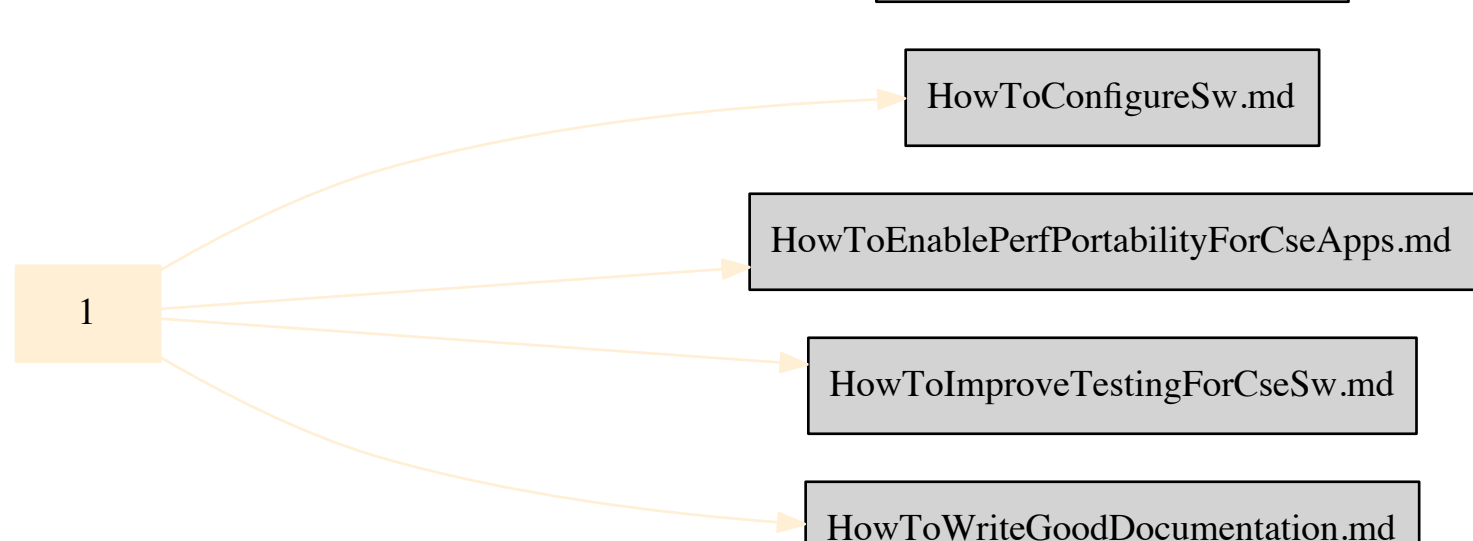 HowToConfigureSw.md
HowToEnablePerfPortabilityForCseApps.md
1
HowToImproveTestingForCseSw.md
HowToWriteGoodDocumentation.md